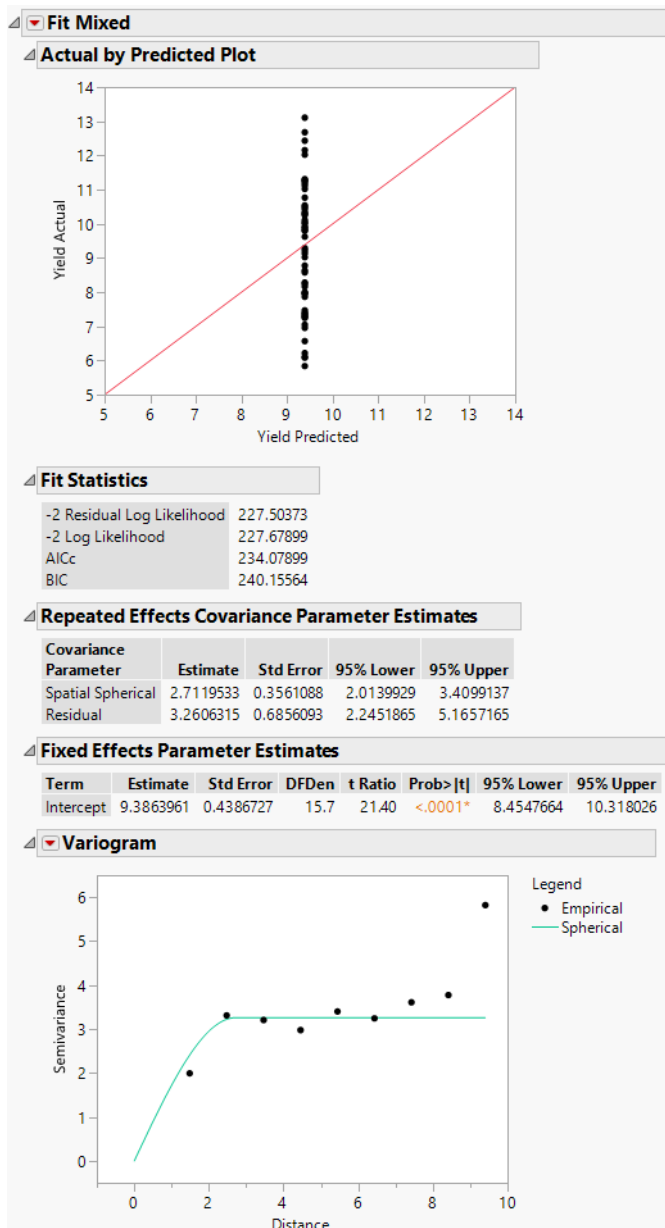 Fit Mixed
Actual by Predicted Plot
14
13
12
11
10
9
8
7
6
5
Yield Actual
5 6 7 8 9 10 11 12 13 14
Yield Predicted
Fit Statistics
-2 Residual Log Likelihood 227.50373
-2 Log Likelihood 227.67899
AICc 234.07899
BIC 240.15564
Repeated Effects Covariance Parameter Estimates
Covariance
Parameter Estimate Std Error 95% Lower 95% Upper
Spatial Spherical 2.7119533 0.3561088 2.0139929 3.4099137
Residual 3.2606315 0.6856093 2.2451865 5.1657165
Fixed Effects Parameter Estimates
Term Estimate Std Error DFDen t Ratio Prob>|t| 95% Lower 95% Upper
Intercept 9.3863961 0.4386727 15.7 21.40 <.0001* 8.4547664 10.318026
Variogram
6
5
4
3
2
1
0
Semivariance
0 2 4 6 8 10
Distance
Legend
Empirical
Spherical